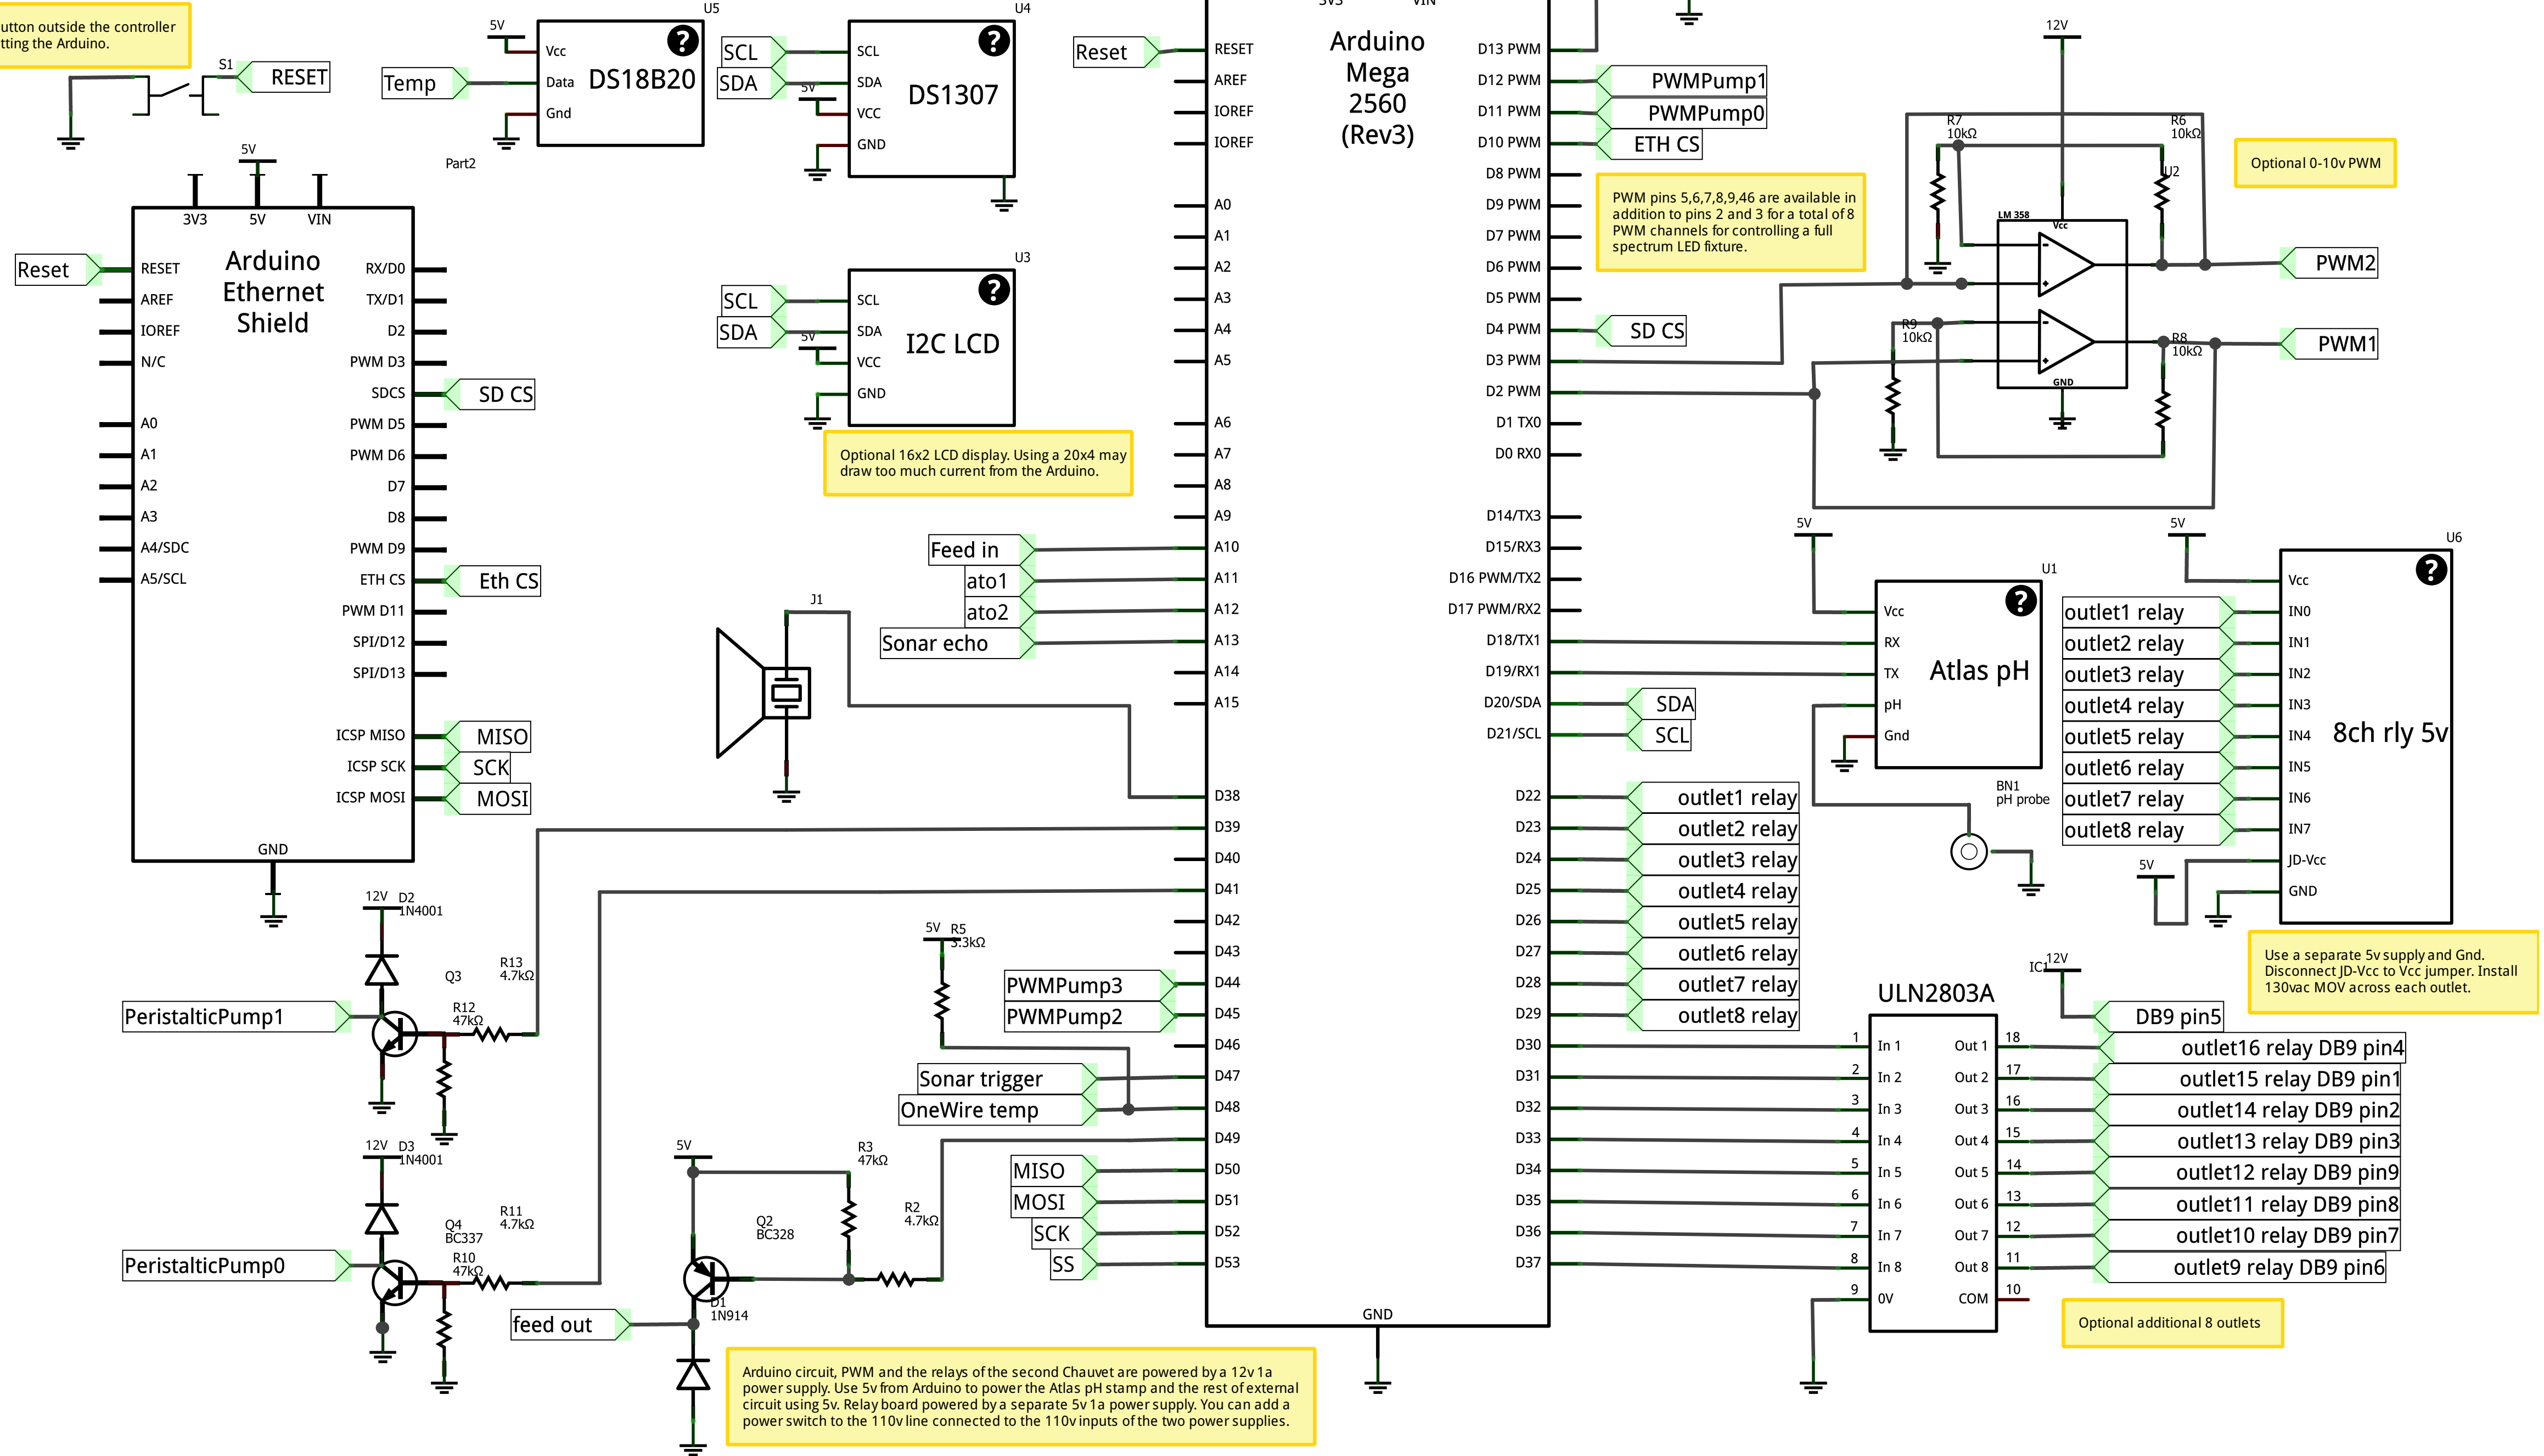 utton outside the controller
tting the Arduino.
S1
RESET
5V
U5
Vcc
Temp
Data
DS18B20
Gnd
Part2
U4
SCL
SCL
SDA
SDA
5V
DS1307
VCC
GND
5V
3V3
5V
VIN
Arduino
Ethernet
Shield
Reset
RESET
AREF
IOREF
N/C
A0
A1
A2
A3
A4/SDC
A5/SCL
RX/D0
TX/D1
D2
PWM D3
SDCS
SD CS
PWM D5
PWM D6
D7
D8
PWM D9
ETH CS
Eth CS
PWM D11
SPI/D12
SPI/D13
ICSP MISO
MISO
ICSP SCK
SCK
ICSP MOSI
MOSI
GND
U3
SCL
SCL
SDA
SDA
5V
I2C LCD
VCC
GND
Optional 16x2 LCD display. Using a 20x4 may
draw too much current from the Arduino.
3V3
VIN
Arduino
Mega
2560
(Rev3)
Reset
RESET
AREF
IOREF
IOREF
A0
A1
A2
A3
A4
A5
A6
A7
A8
A9
Feed in
A10
ato1
A11
ato2
A12
Sonar echo
A13
A14
A15
J1
D38
D39
D40
D41
D42
D43
PWMPump3
D44
PWMPump2
D45
D46
Sonar trigger
D47
OneWire temp
D48
D49
MISO
D50
MOSI
D51
SCK
D52
SS
D53
GND
D13 PWM
D12 PWM
PWMPump1
D11 PWM
PWMPump0
D10 PWM
ETH CS
D8 PWM
D9 PWM
D7 PWM
D6 PWM
D5 PWM
D4 PWM
SD CS
D3 PWM
D2 PWM
D1 TX0
D0 RX0
D14/TX3
D15/RX3
D16 PWM/TX2
D17 PWM/RX2
D18/TX1
D19/RX1
D20/SDA
SDA
D21/SCL
SCL
D22
outlet1 relay
D23
outlet2 relay
D24
outlet3 relay
D25
outlet4 relay
D26
outlet5 relay
D27
outlet6 relay
D28
outlet7 relay
D29
outlet8 relay
D30
D31
D32
D33
D34
D35
D36
D37
PWM pins 5,6,7,8,9,46 are available in
addition to pins 2 and 3 for a total of 8
PWM channels for controlling a full
spectrum LED fixture.
12V
R7
10kΩ
R6
10kΩ
U2
Optional 0-10v PWM
LM 358
Vcc
PWM2
R9
10kΩ
R8
10kΩ
PWM1
GND
5V
U1
Vcc
RX
Atlas pH
TX
pH
Gnd
BN1
pH probe
5V
U6
Vcc
outlet1 relay
IN0
outlet2 relay
IN1
outlet3 relay
IN2
outlet4 relay
IN3
outlet5 relay
IN4
outlet6 relay
IN5
outlet7 relay
IN6
outlet8 relay
IN7
8ch rly 5v
5V
JD-Vcc
GND
Use a separate 5v supply and Gnd.
Disconnect JD-Vcc to Vcc jumper. Install
130vac MOV across each outlet.
12V
D2
1N4001
Q3
R13
4.7kΩ
R12
47kΩ
PeristalticPump1
12V
D3
1N4001
Q4
BC337
R11
4.7kΩ
R10
47kΩ
PeristalticPump0
5V
R5
3.3kΩ
5V
R3
47kΩ
Q2
BC328
R2
4.7kΩ
D1
1N914
feed out
Arduino circuit, PWM and the relays of the second Chauvet are powered by a 12v 1a
power supply. Use 5v from Arduino to power the Atlas pH stamp and the rest of external
circuit using 5v. Relay board powered by a separate 5v 1a power supply. You can add a
power switch to the 110v line connected to the 110v inputs of the two power supplies.
IC1
12V
ULN2803A
DB9 pin5
1
In 1
Out 1
18
outlet16 relay DB9 pin4
2
In 2
Out 2
17
outlet15 relay DB9 pin1
3
In 3
Out 3
16
outlet14 relay DB9 pin2
4
In 4
Out 4
15
outlet13 relay DB9 pin3
5
In 5
Out 5
14
outlet12 relay DB9 pin9
6
In 6
Out 6
13
outlet11 relay DB9 pin8
7
In 7
Out 7
12
outlet10 relay DB9 pin7
8
In 8
Out 8
11
outlet9 relay DB9 pin6
9
0V
COM
10
Optional additional 8 outlets